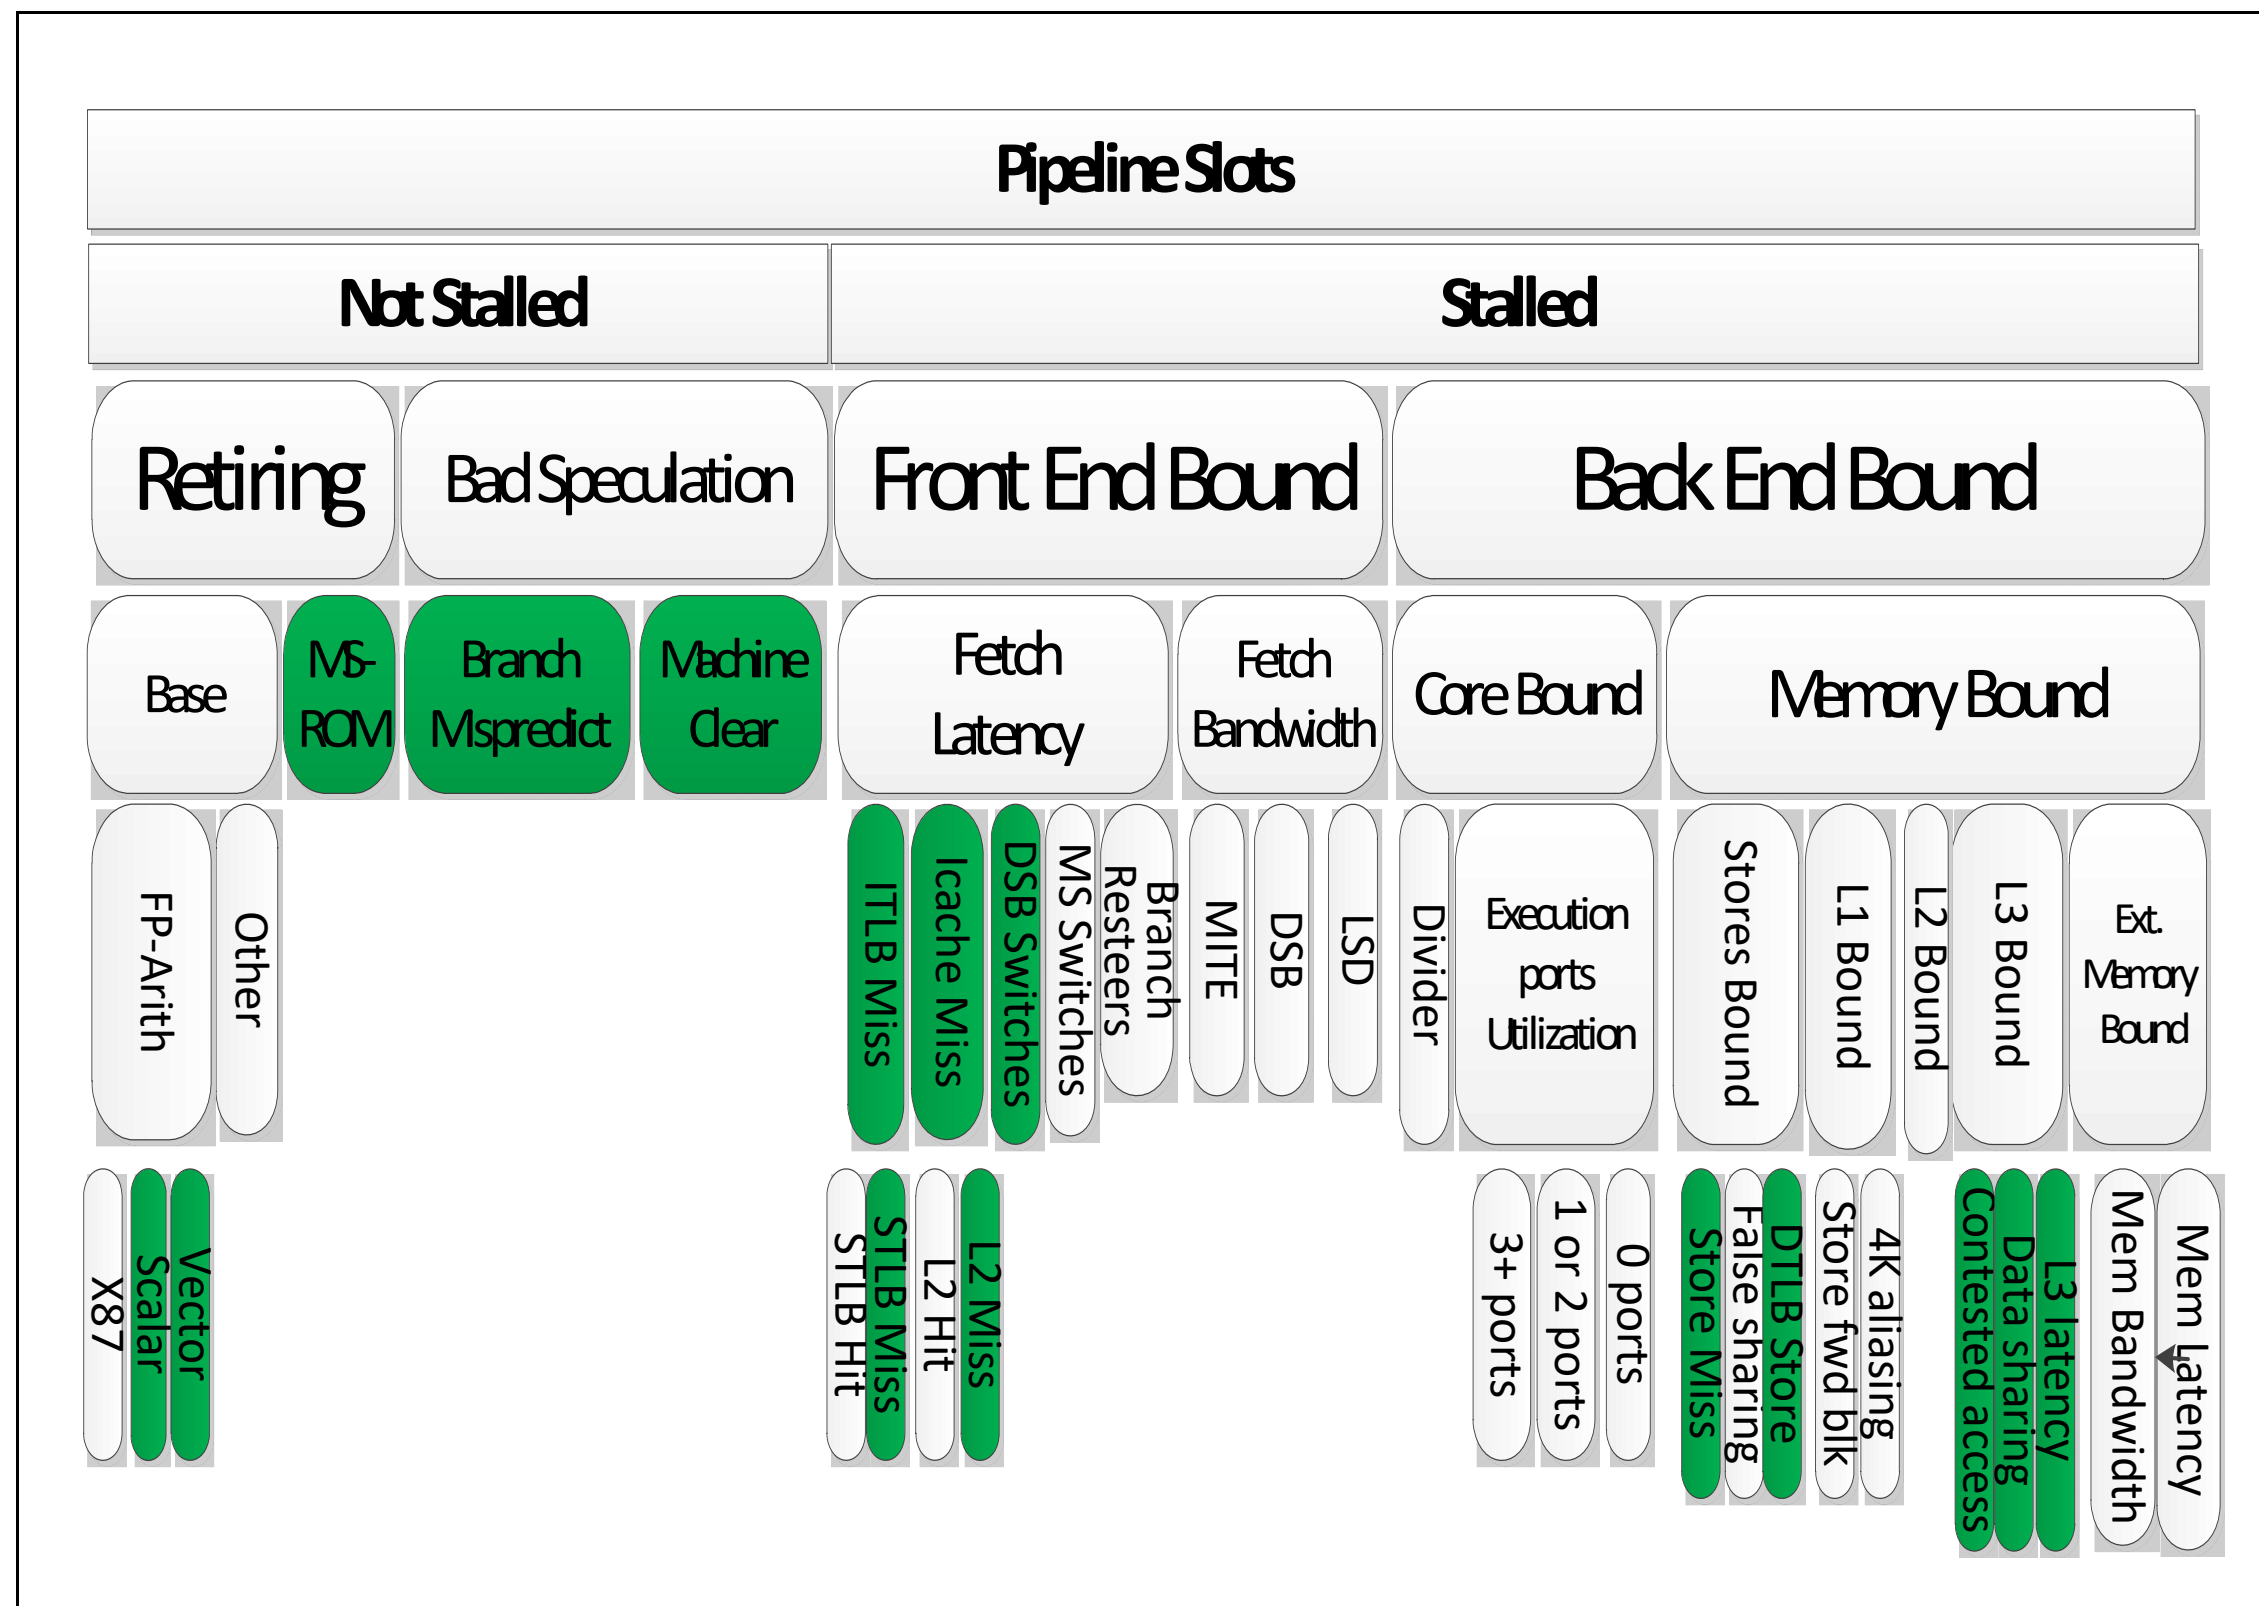 Pipeline Slots
Not Stalled
Stalled
Retiring
Bad Speculation
Front End Bound
Back End Bound
Base
MS-
ROM
Branch
Mispredict
Machine
Clear
Fetch
Latency
Fetch
Bandwidth
Core Bound
Memory Bound
FP-Arith
Other
ITLB Miss
Icache Miss
DSB Switches
MS Switches
Branch
Resteers
MITE
DSB
LSD
Divider
Execution
ports
Utilization
Stores Bound
L1 Bound
L2 Bound
L3 Bound
Ext.
Memory
Bound
X87
Scalar
Vector
STLB Hit
STLB Miss
L2 Hit
L2 Miss
3+ ports
1 or 2 ports
0 ports
Store Miss
False sharing
DTLB Store
Store fwd blk
4K aliasing
Contested access
Data sharing
L3 latency
Mem Bandwidth
Mem Latency